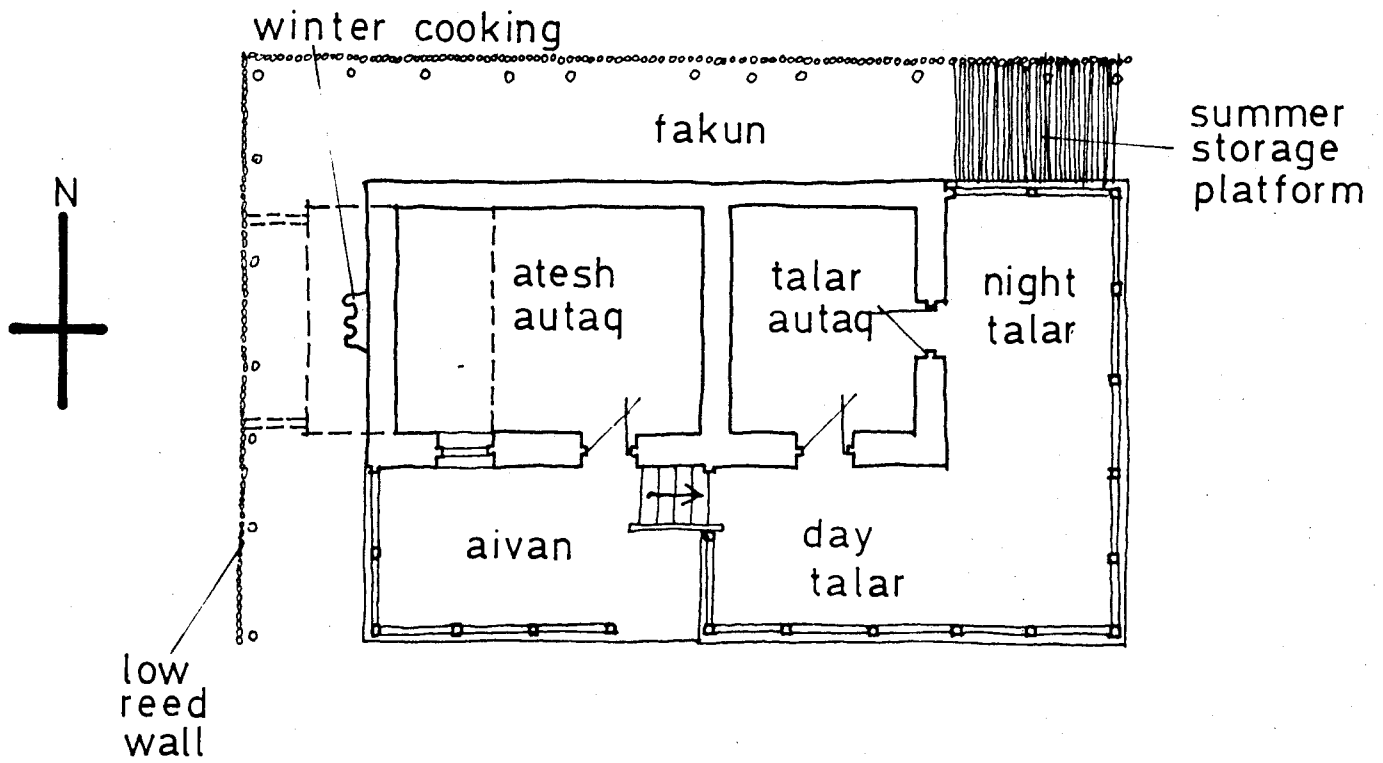 winter cooking
fakun
summer
storage
platform
N
atesh
autaq
talar
autaq
night
talar
aivan
day
talar
low
reed
wall